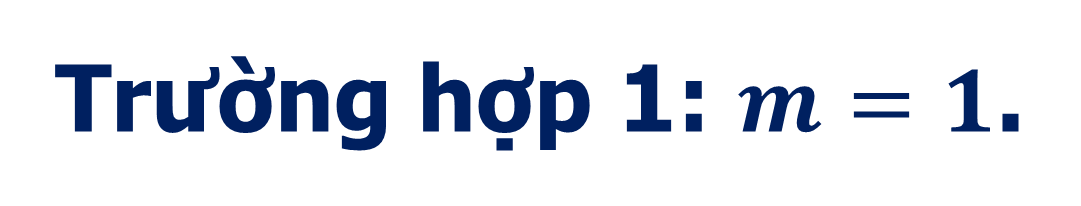 Trường hợp 1: m = 1.